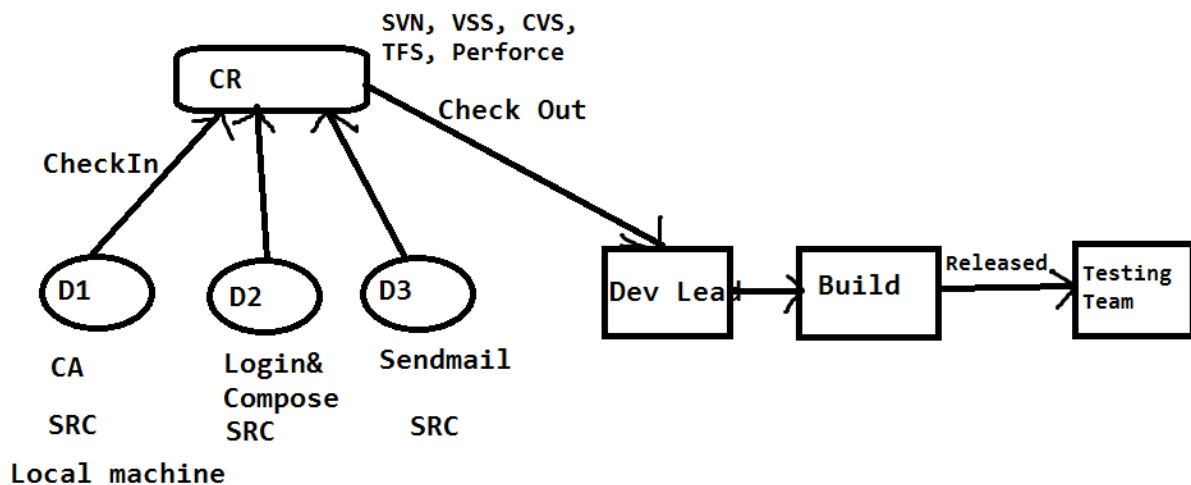 SVN, VSS, CVS,
TFS, Perforce
CR
Check Out
CheckIn
D1
D2
D3
Dev Lead
Build
Released
Testing
Team
CA
Login&
Compose
Sendmail
SRC
SRC
SRC
Local machine